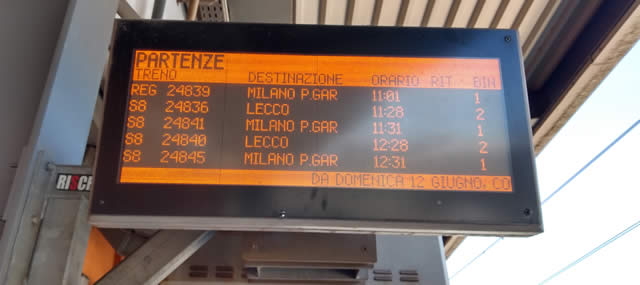 PARTENZE
TRENO DESTINAZIONE ORARIO RIT BIN
REG 24839 MILANO P.GAR 11:01 1
S8 24836 LECCO 11:28 2
S8 24841 MILANO P.GAR 11:31 1
S8 24840 LECCO 12:28 2
S8 24845 MILANO P.GAR 12:31 1
DA DOMENICA 12 GIUGNO, CO